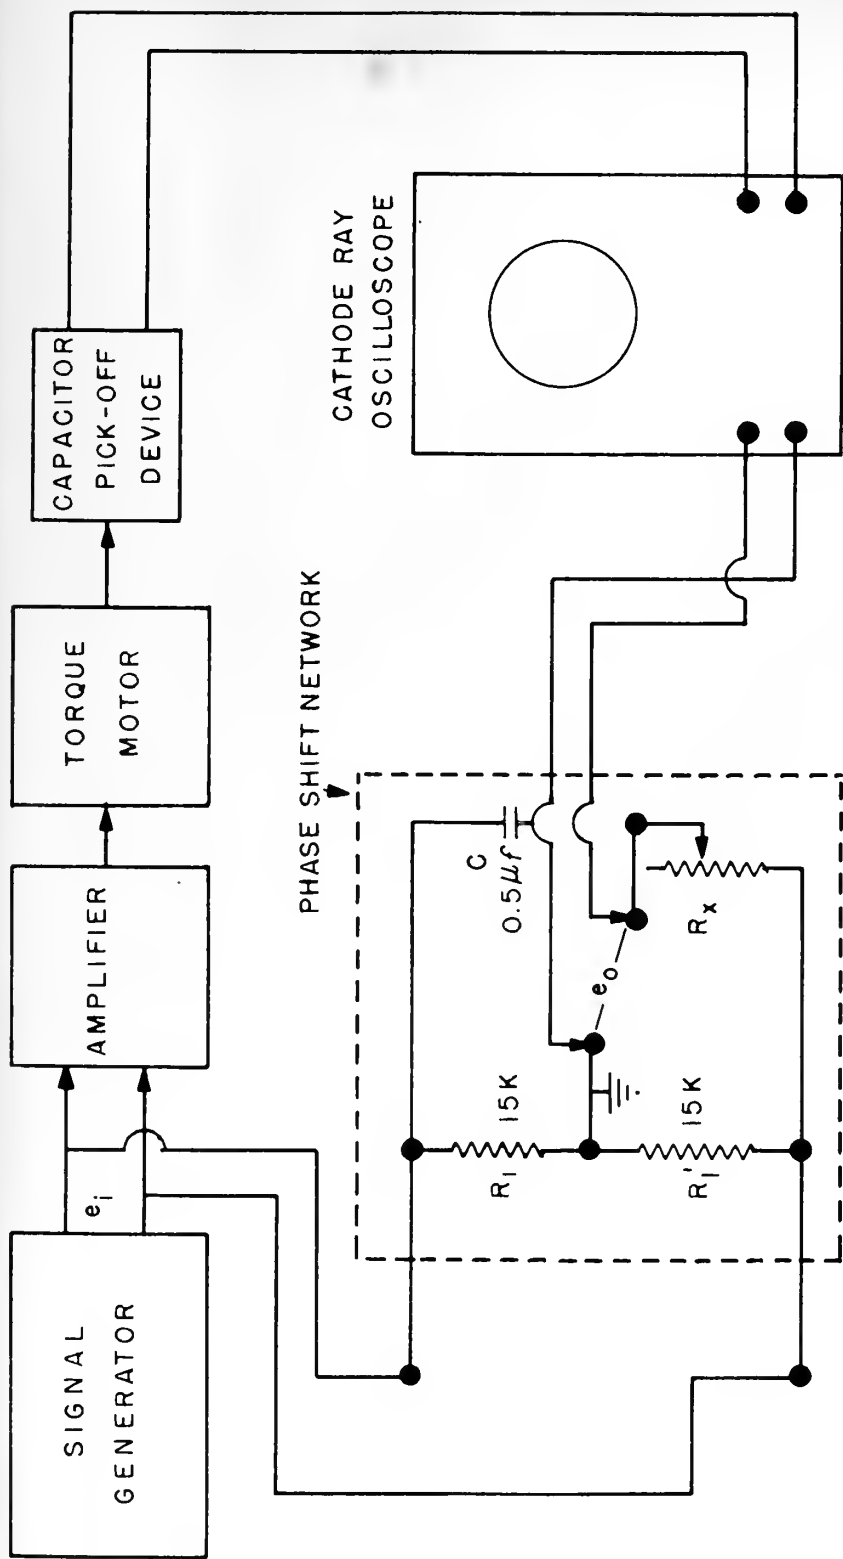 SIGNAL
GENERATOR
e_i
AMPLIFIER
TORQUE
MOTOR
CAPACITOR
PICK-OFF
DEVICE
PHASE SHIFT NETWORK
CATHODE RAY
OSCILLOSCOPE
R_1
15K
R_1'
15K
e_o
C
0.5μf
R_x